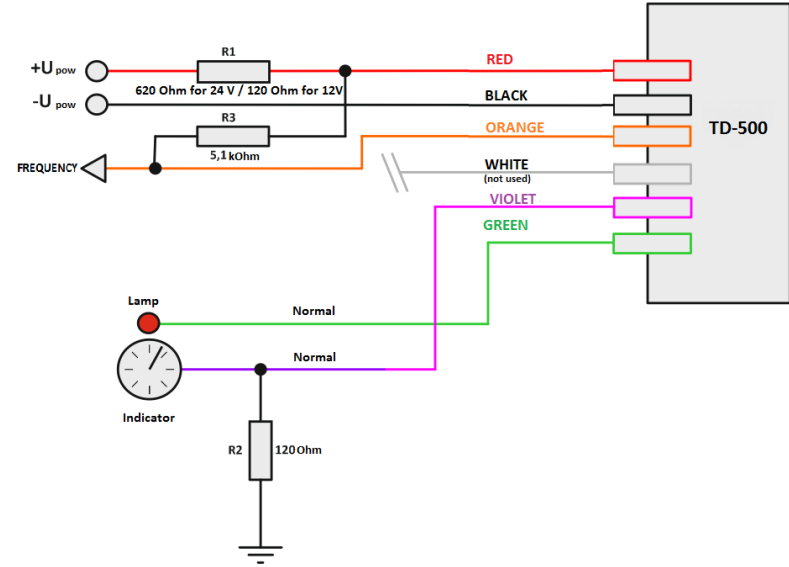 R1
+U pow
RED
620 Ohm for 24 V / 120 Ohm for 12V
-U pow
BLACK
R3
ORANGE
TD-500
5,1 kOhm
FREQUENCY
WHITE
(not used)
VIOLET
GREEN
Lamp
Normal
Normal
Indicator
R2
120 Ohm